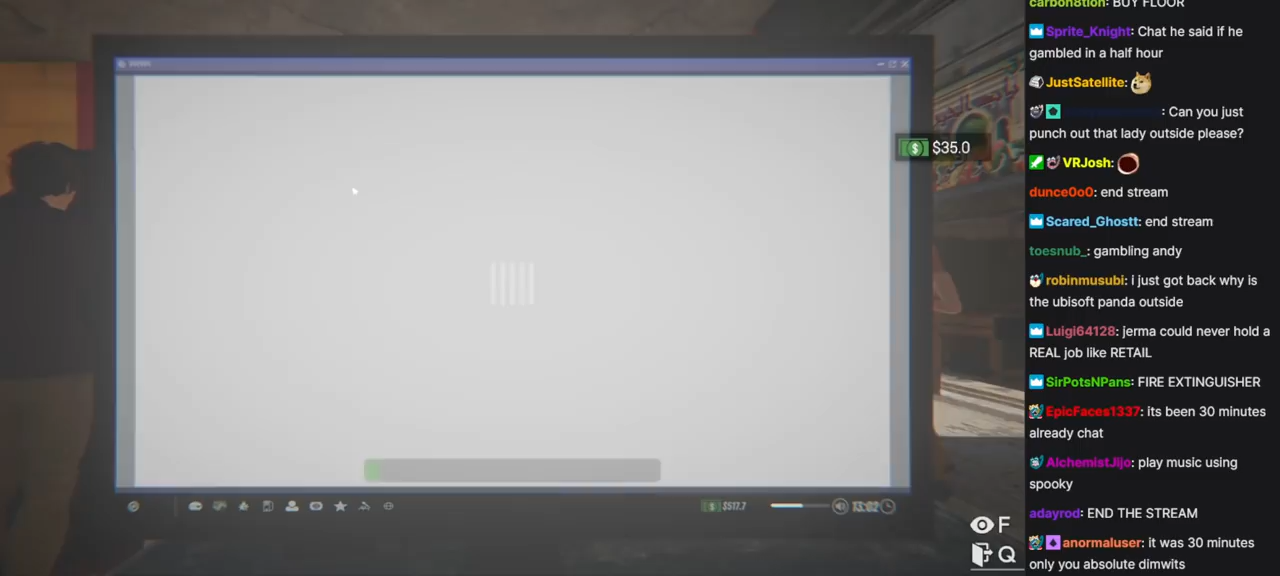 $35.0
$517.7
13:02
F
Q
carbon8tion: BUY FLOOR
Sprite_Knight: Chat he said if he
gambled in a half hour
JustSatellite:
: Can you just
punch out that lady outside please?
VRJosh:
dunce0o0: end stream
Scared_Ghostt: end stream
toesnub_: gambling andy
robinmusubi: i just got back why is
the ubisoft panda outside
Luigi64128: jerma could never hold a
REAL job like RETAIL
SirPotsNPans: FIRE EXTINGUISHER
EpicFaces1337: its been 30 minutes
already chat
AlchemistJijo: play music using
spooky
adayrod: END THE STREAM
anormaluser: it was 30 minutes
only you absolute dimwits